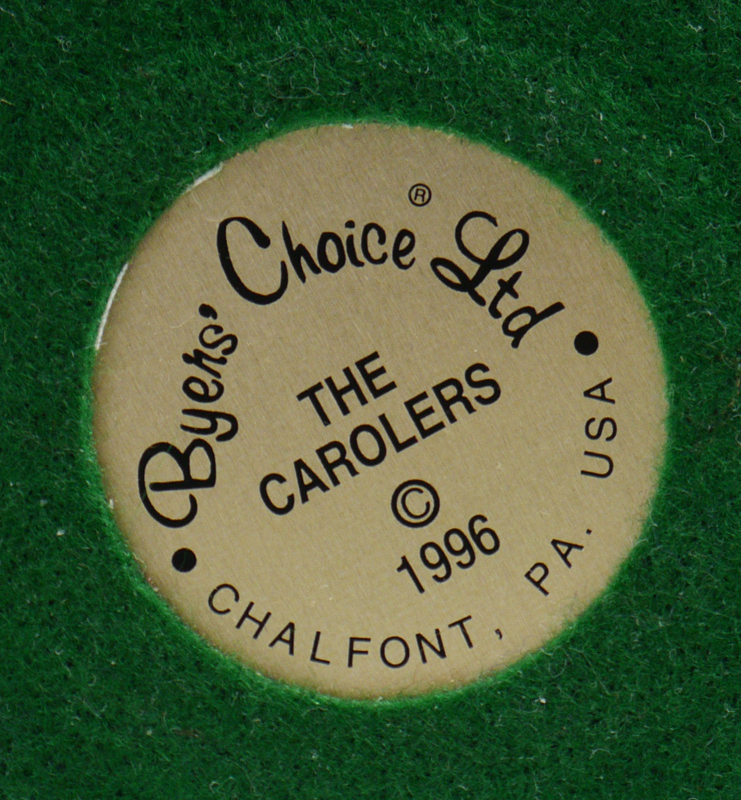 Byers' Choice® Ltd
THE
CAROLERS
©
1996
• CHALFONT, PA. USA •